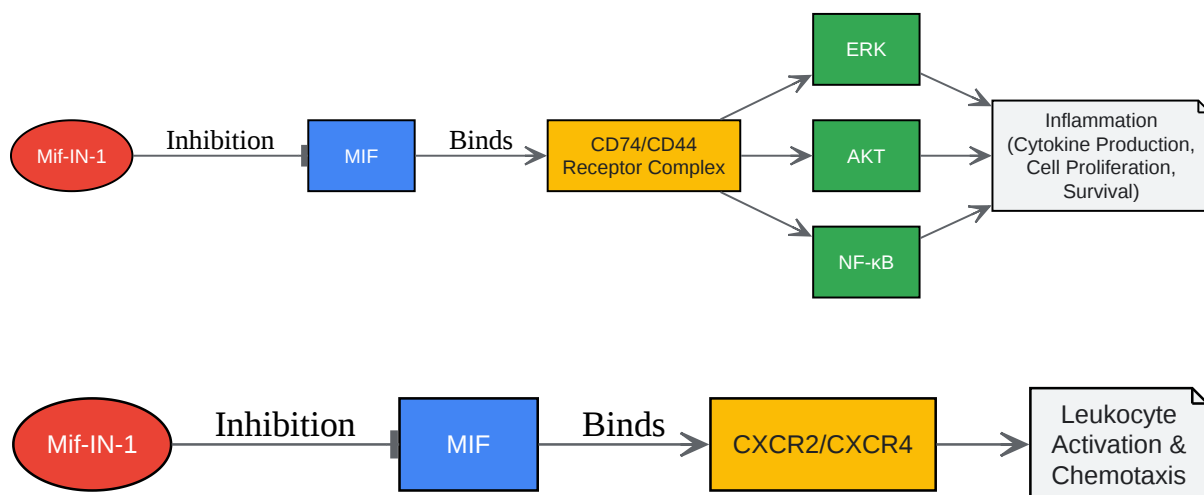 Mif-IN-1
Inhibition
MIF
Binds
CD74/CD44
Receptor Complex
ERK
AKT
NF-κB
Inflammation
(Cytokine Production,
Cell Proliferation,
Survival)
Mif-IN-1
Inhibition
MIF
Binds
CXCR2/CXCR4
Leukocyte
Activation &
Chemotaxis